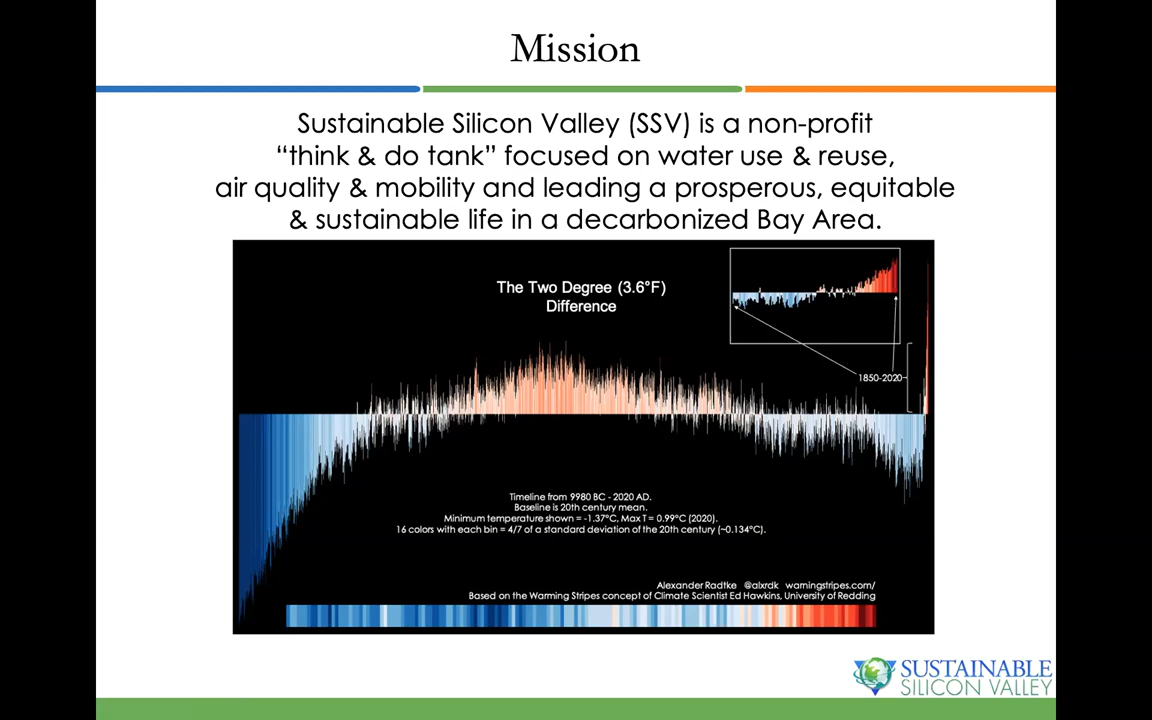 Mission
Sustainable Silicon Valley (SSV) is a non-profit
“think & do tank” focused on water use & reuse,
air quality & mobility and leading a prosperous, equitable
& sustainable life in a decarbonized Bay Area.
The Two Degree (3.6°F)
Difference
1850-2020
Timeline from 9980 BC - 2020 AD.
Baseline is 20th century mean.
Minimum temperature shown = -1.37°C, Max T = 0.99°C (2020).
16 colors with each bin = 4/7 of a standard deviation of the 20th century (~0.134°C).
Alexander Radtke @alxrdk warningstripes.com/
Based on the Warming Stripes concept of Climate Scientist Ed Hawkins, University of Redding
SUSTAINABLE
SILICON VALLEY